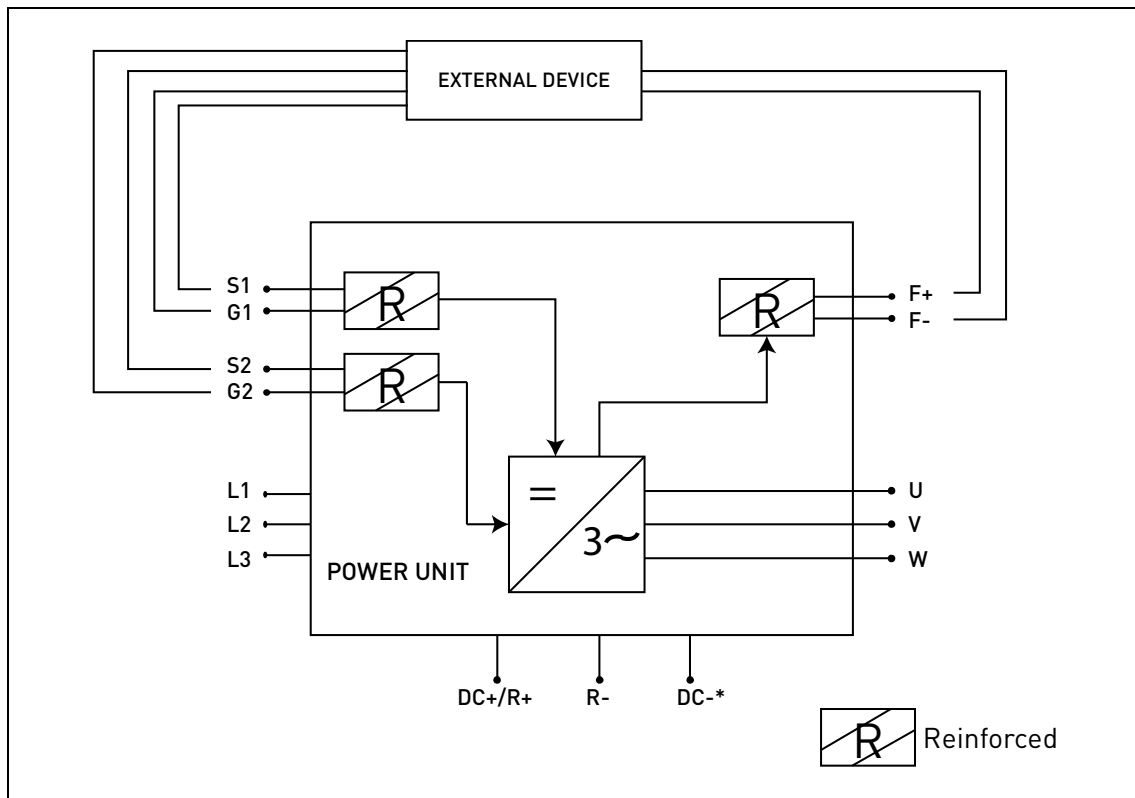 EXTERNAL DEVICE
S1
G1
S2
G2
R
R
R
F+
F-
L1
L2
L3
=
3~
U
V
W
POWER UNIT
DC+/R+ R- DC-*
R Reinforced